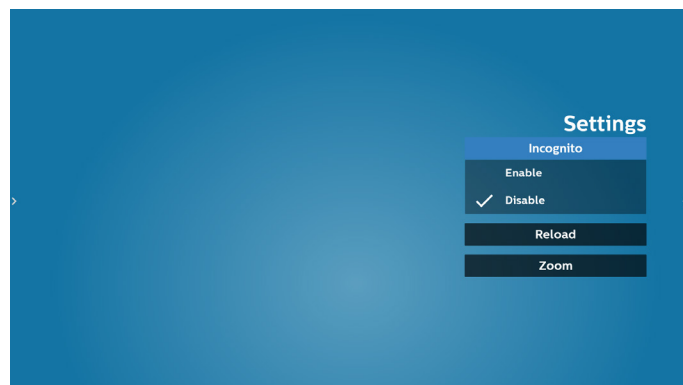 Settings
Incognito
Enable
Disable
Reload
Zoom